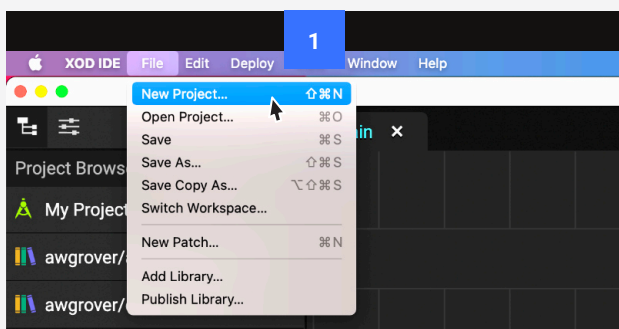 1
XOD IDE File Edit Deploy Window Help
New Project... ⇧⌘N
Open Project... ⌘O
Save ⌘S
Save As... ⇧⌘S
Save Copy As... ⌥⇧⌘S
Switch Workspace...
New Patch... ⌘N
Add Library...
Publish Library...
ain ×
Project Brows
My Project
awgrover/
awgrover/